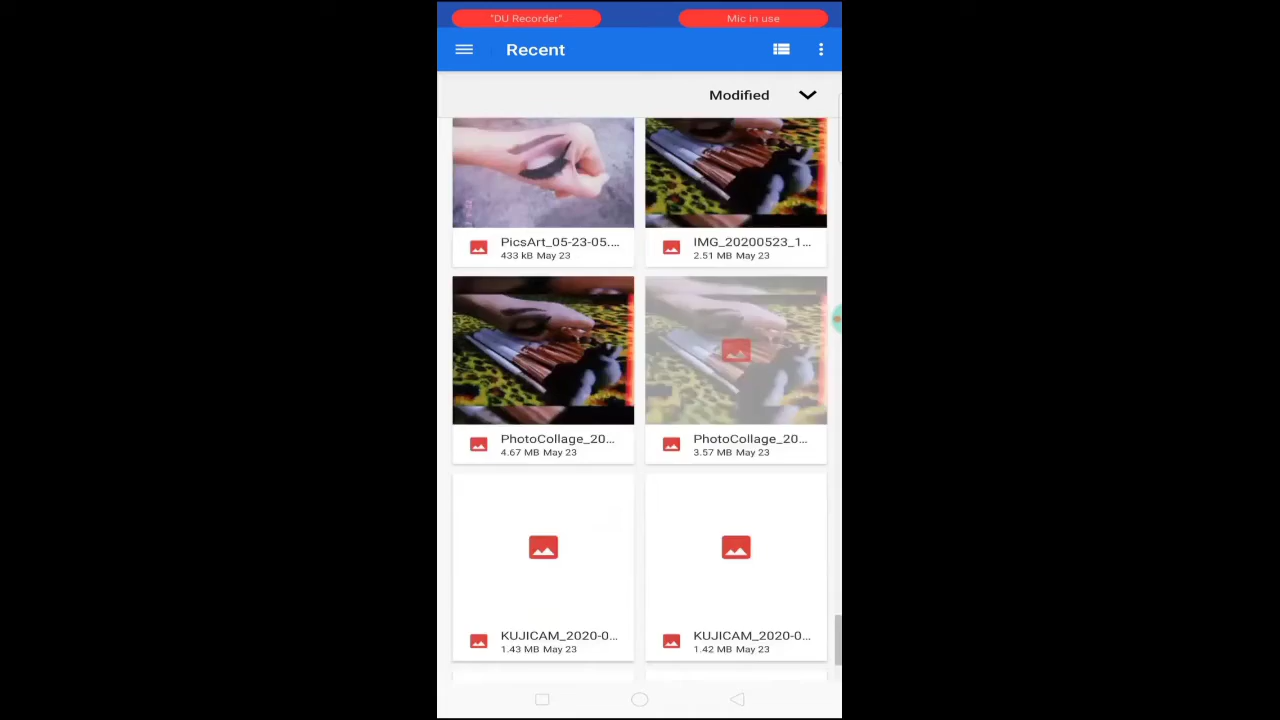 "DU Recorder" Mic in use
Recent
Modified
PicsArt_05-23-05.... IMG_20200523_1...
433 kB May 23 2.51 MB May 23
PhotoCollage_20... PhotoCollage_20...
4.67 MB May 23 3.57 MB May 23
KUJICAM_2020-0... KUJICAM_2020-0...
1.43 MB May 23 1.42 MB May 23